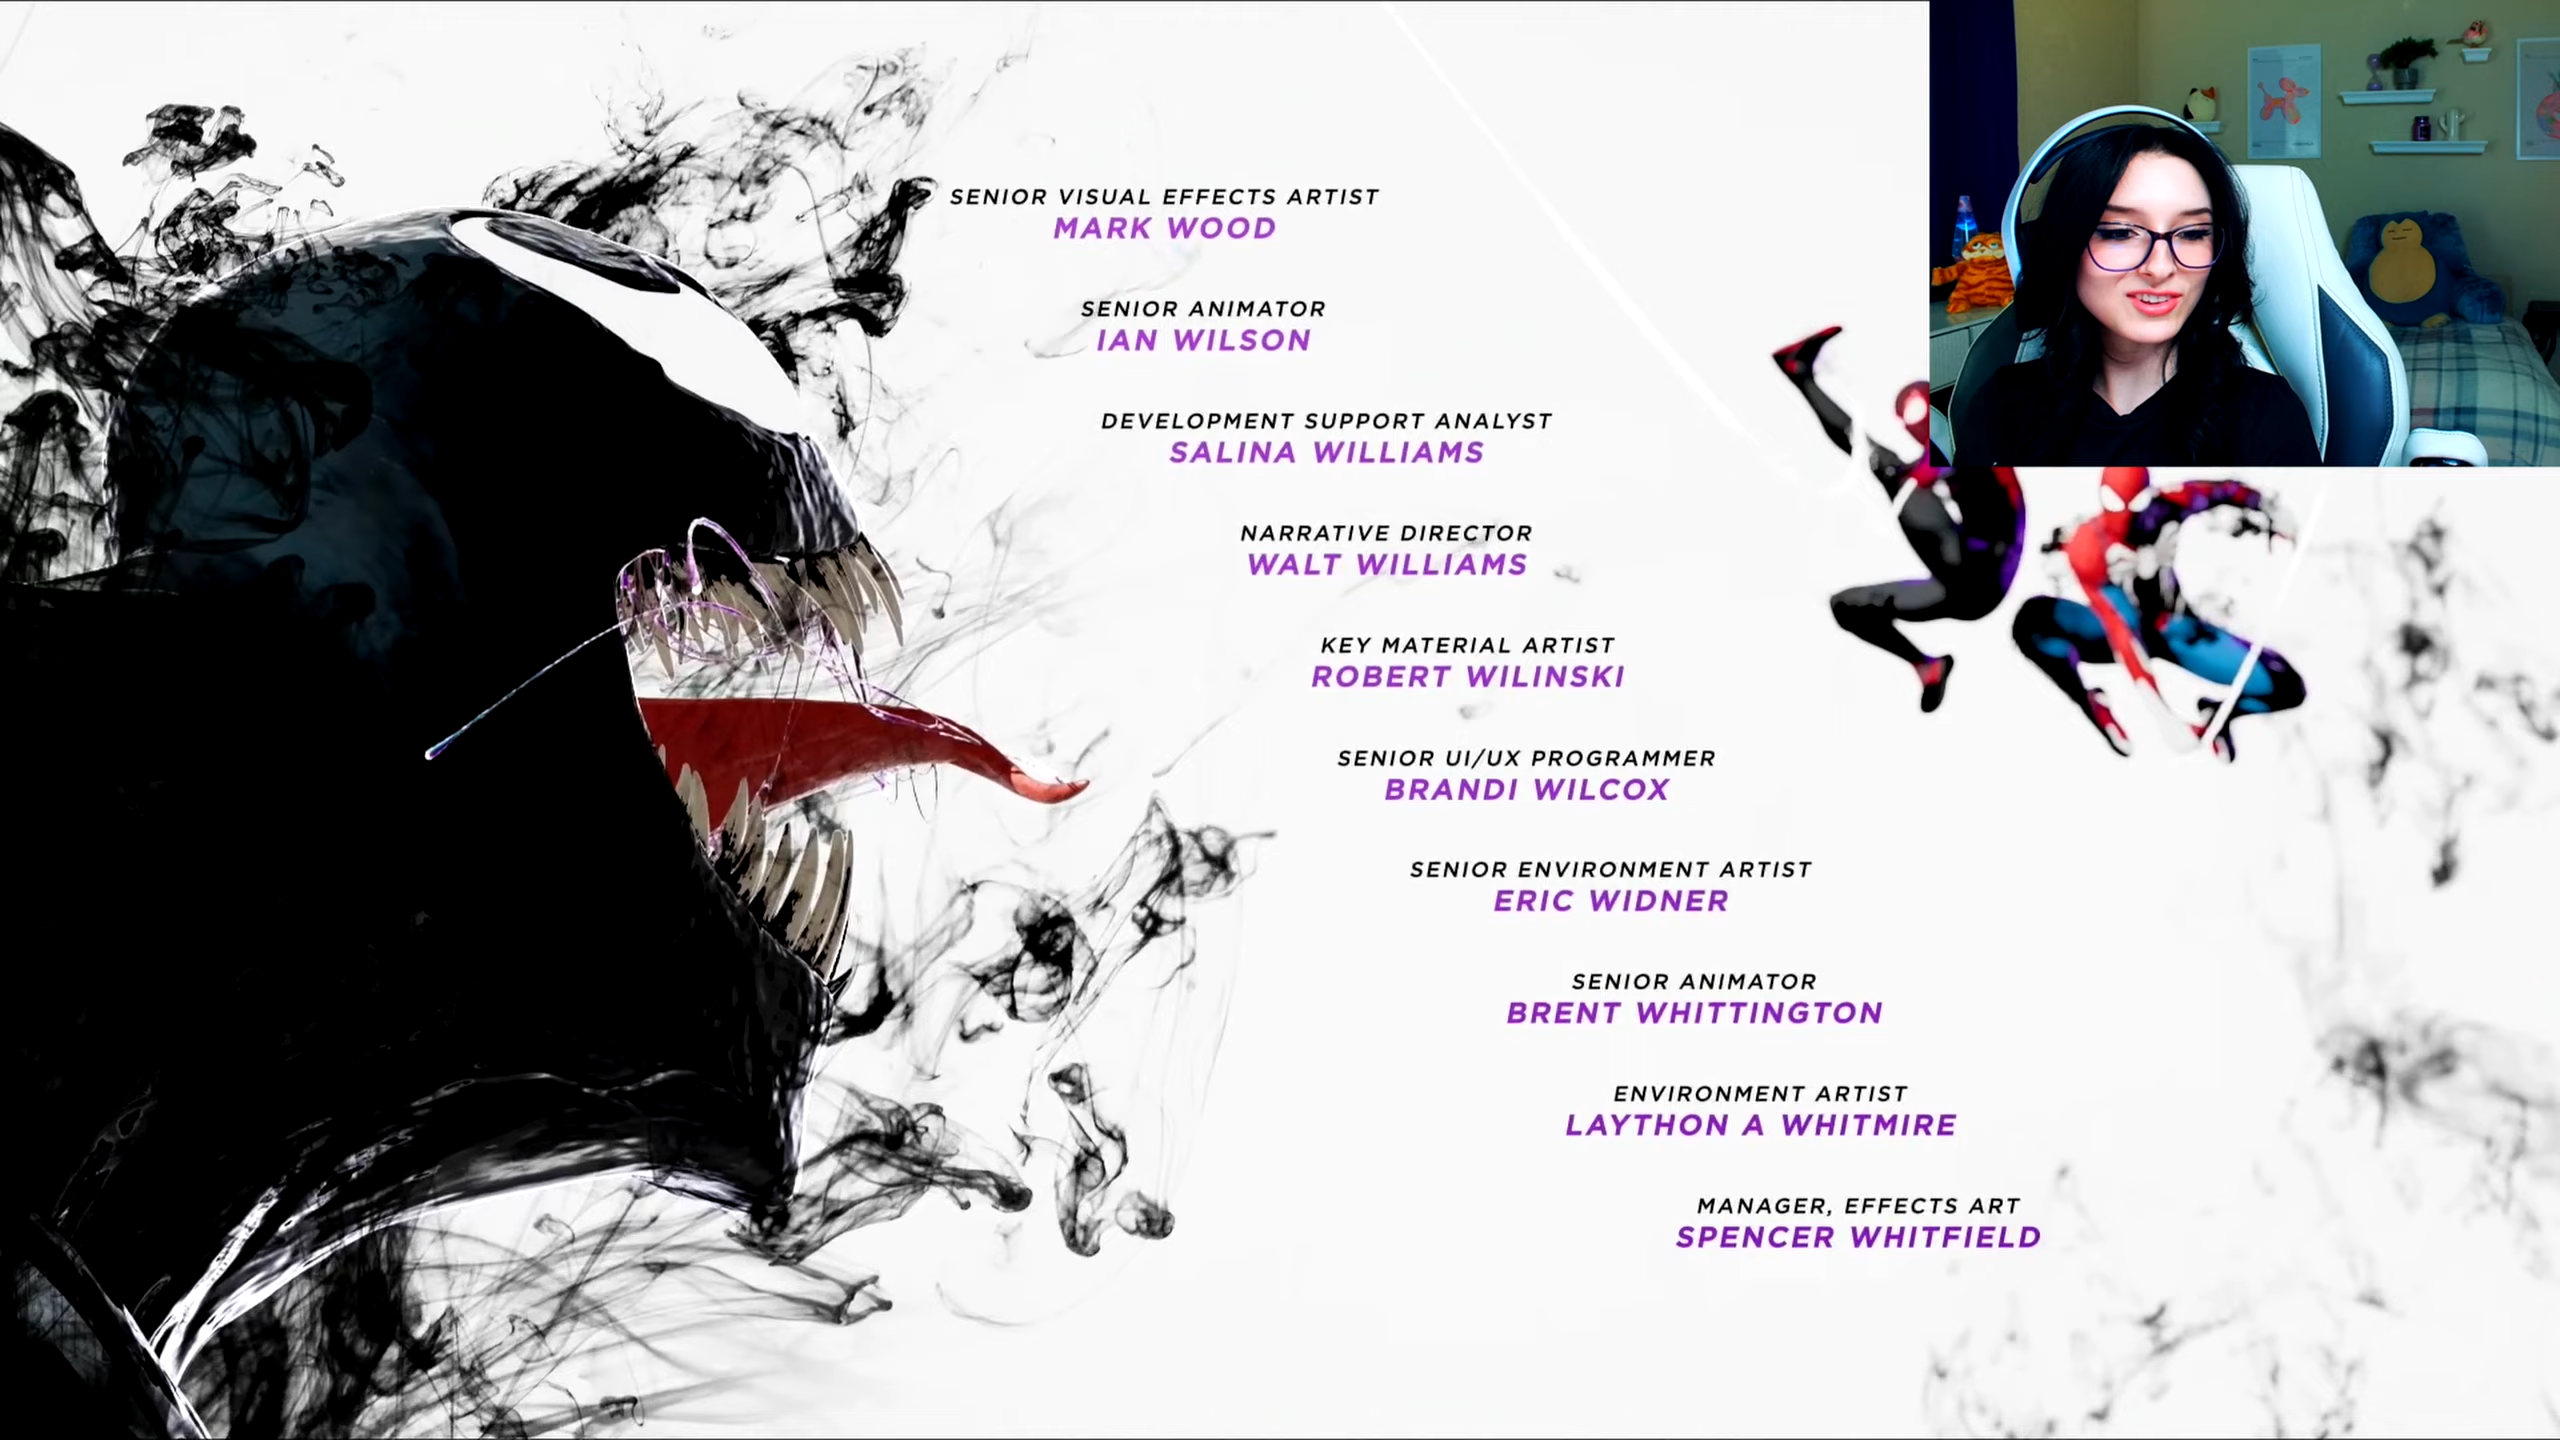 SENIOR VISUAL EFFECTS ARTIST
MARK WOOD
SENIOR ANIMATOR
IAN WILSON
DEVELOPMENT SUPPORT ANALYST
SALINA WILLIAMS
NARRATIVE DIRECTOR
WALT WILLIAMS
KEY MATERIAL ARTIST
ROBERT WILINSKI
SENIOR UI/UX PROGRAMMER
BRANDI WILCOX
SENIOR ENVIRONMENT ARTIST
ERIC WIDNER
SENIOR ANIMATOR
BRENT WHITTINGTON
ENVIRONMENT ARTIST
LAYTHON A WHITMIRE
MANAGER, EFFECTS ART
SPENCER WHITFIELD